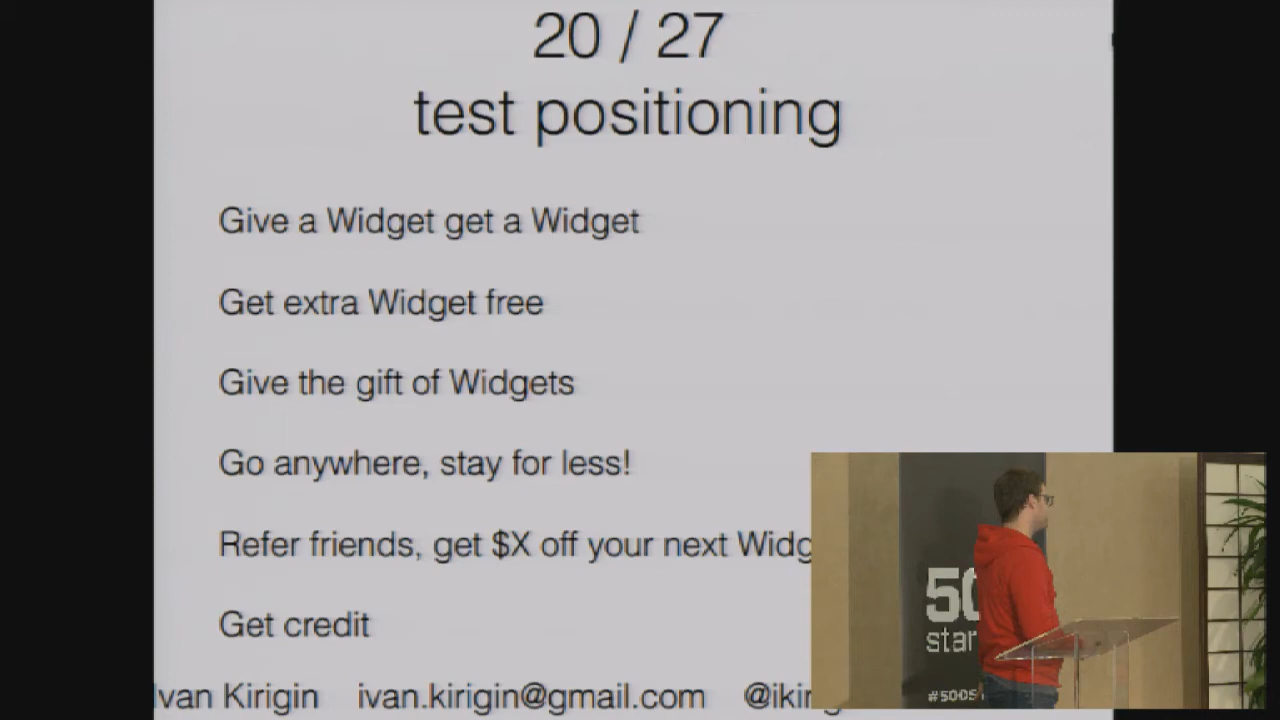 20 / 27
test positioning
Give a Widget get a Widget
Get extra Widget free
Give the gift of Widgets
Go anywhere, stay for less!
Refer friends, get $X off your next
Get credit
Ivan Kirigin ivan.kirigin@gmail.com
50
star
#500S